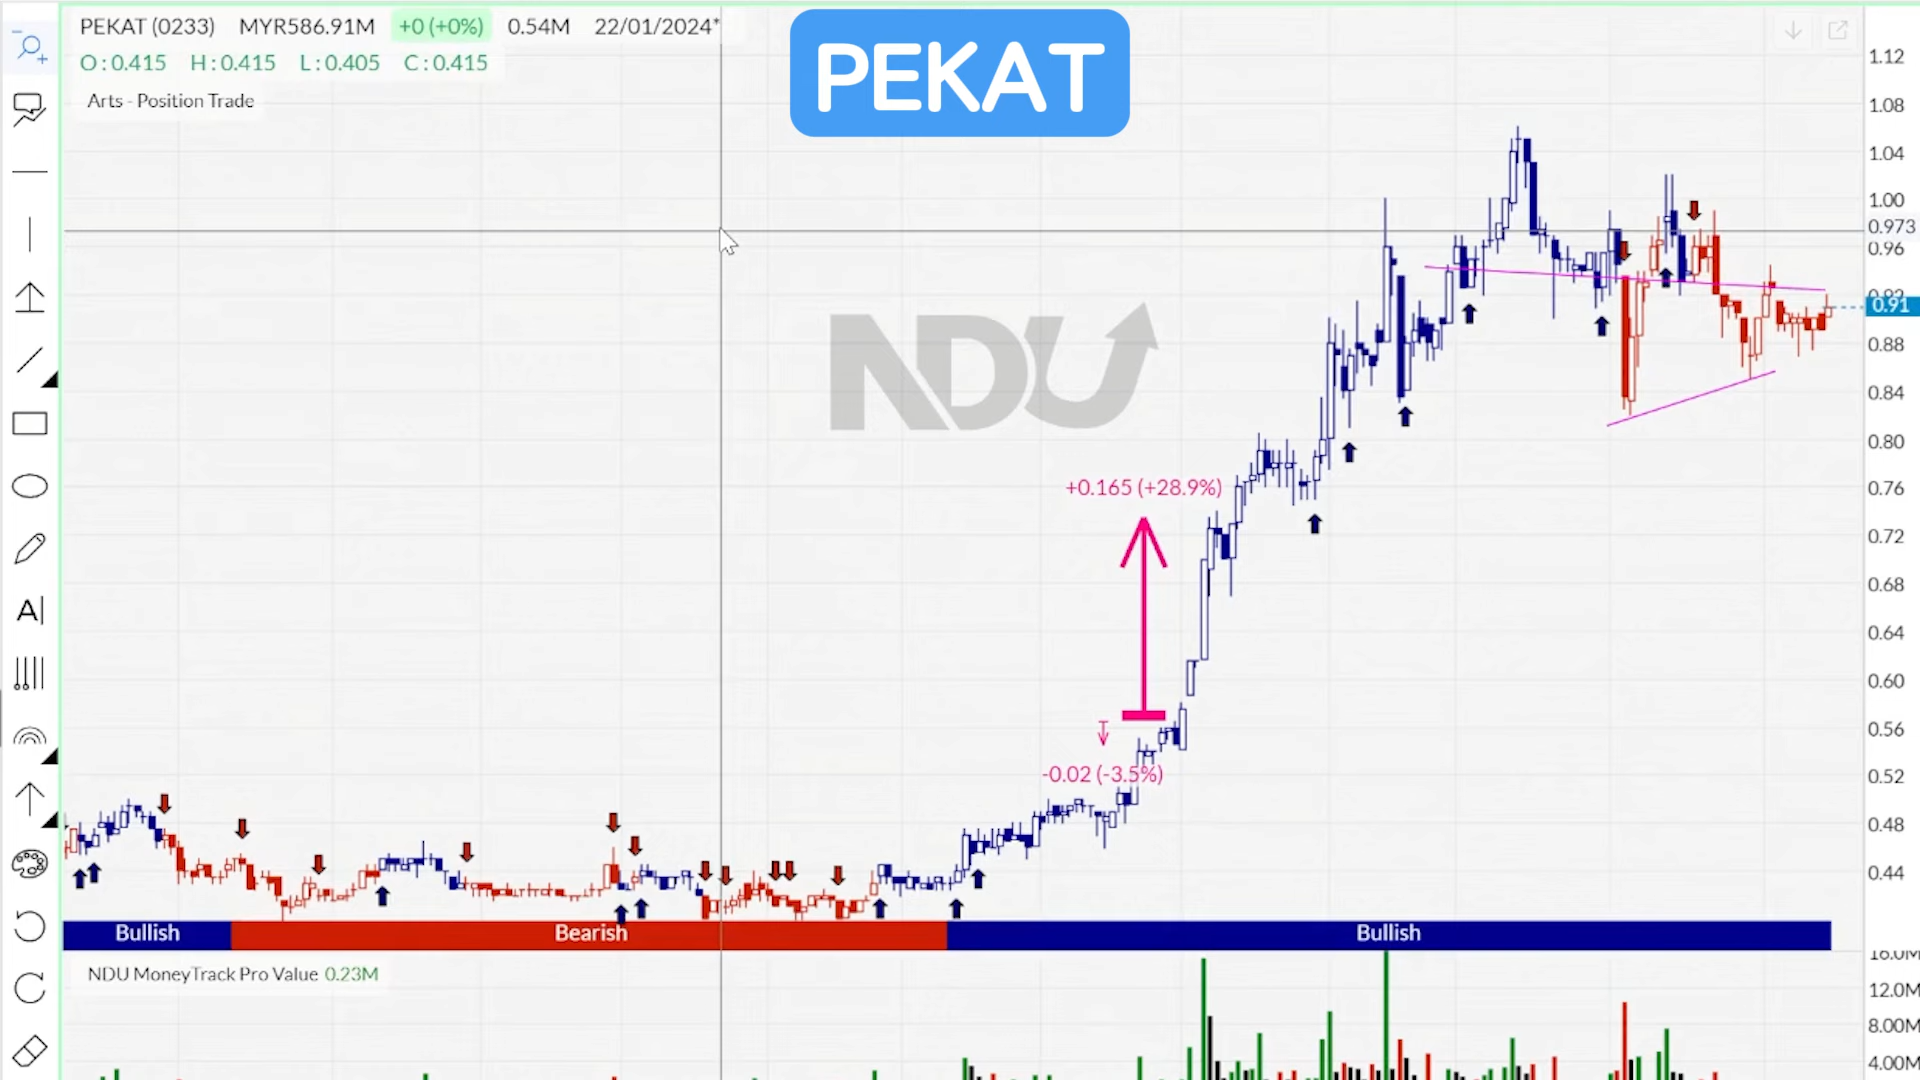 PEKAT (0233) MYR586.91M +0 (+0%) 0.54M 22/01/2024*
O:0.415 H:0.415 L:0.405 C:0.415
Arts - Position Trade
PEKAT
1.12
1.08
1.04
1.00
0.973
0.96
0.92
0.91
0.88
0.84
0.80
0.76
0.72
0.68
0.64
0.60
0.56
0.52
0.48
0.44
NDU
+0.165 (+28.9%)
-0.02 (-3.5%)
A
Bullish Bearish Bullish
NDU MoneyTrack Pro Value 0.23M
16.0M
12.0M
8.00M
4.00M